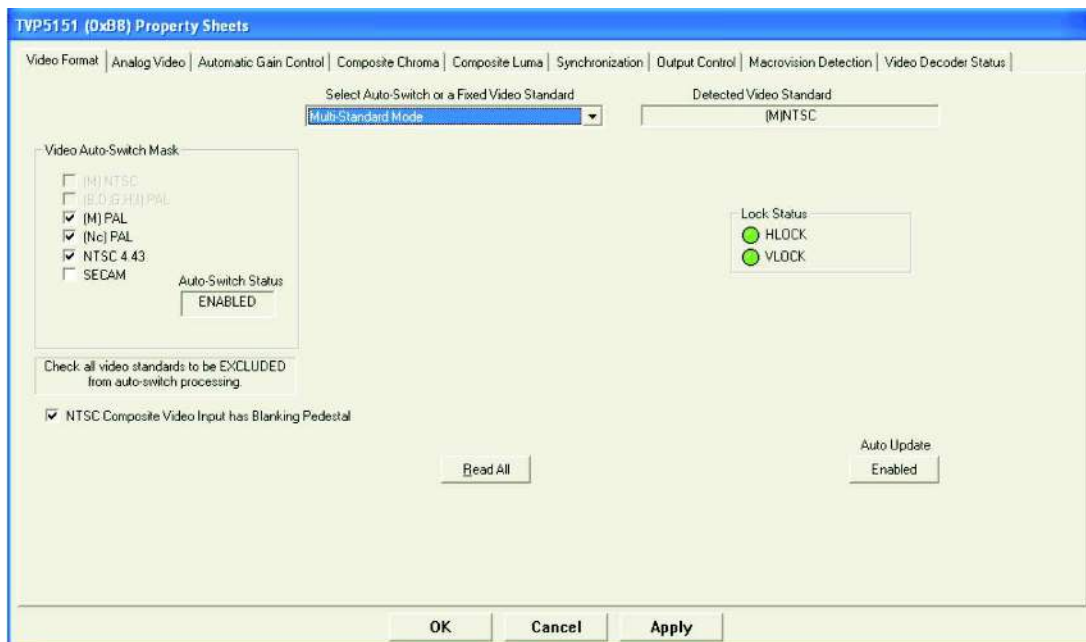 TVP5151 (0xB8) Property Sheets
Video Format Analog Video Automatic Gain Control Composite Chroma Composite Luma Synchronization Output Control Macrovision Detection Video Decoder Status
Select Auto-Switch or a Fixed Video Standard
Multi-Standard Mode
Detected Video Standard
(M)NTSC
Video Auto-Switch Mask
(M) NTSC
(B,D,G,H,I) PAL
(M) PAL
(Nc) PAL
NTSC 4.43
SECAM
Auto-Switch Status
ENABLED
Lock Status
HLOCK
VLOCK
Check all video standards to be EXCLUDED
from auto-switch processing.
NTSC Composite Video Input has Blanking Pedestal
Read All
Auto Update
Enabled
OK Cancel Apply